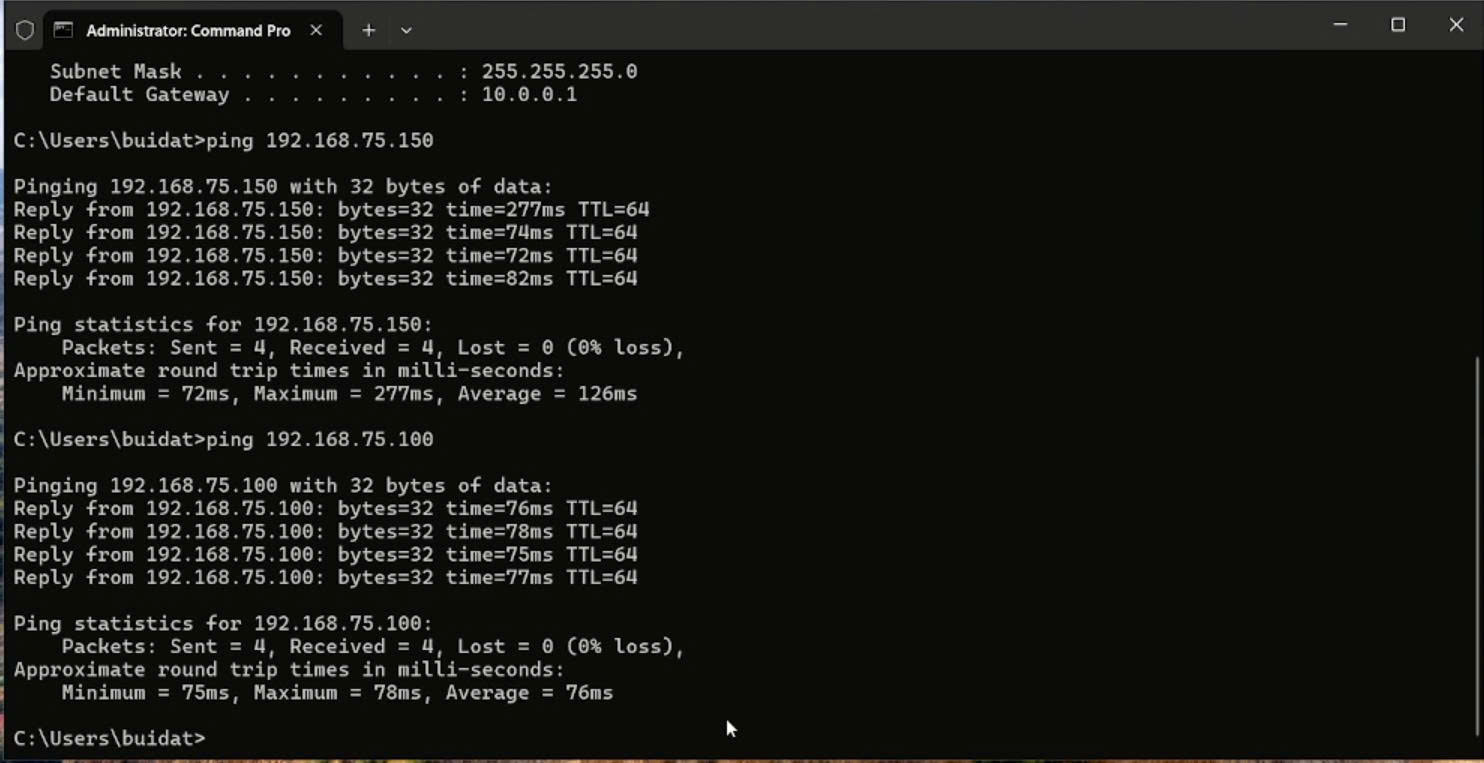 Administrator: Command Pro
Subnet Mask . . . . . . . . . . . : 255.255.255.0
Default Gateway . . . . . . . . . : 10.0.0.1
C:\Users\buidat>ping 192.168.75.150
Pinging 192.168.75.150 with 32 bytes of data:
Reply from 192.168.75.150: bytes=32 time=277ms TTL=64
Reply from 192.168.75.150: bytes=32 time=74ms TTL=64
Reply from 192.168.75.150: bytes=32 time=72ms TTL=64
Reply from 192.168.75.150: bytes=32 time=82ms TTL=64
Ping statistics for 192.168.75.150:
Packets: Sent = 4, Received = 4, Lost = 0 (0% loss),
Approximate round trip times in milli-seconds:
Minimum = 72ms, Maximum = 277ms, Average = 126ms
C:\Users\buidat>ping 192.168.75.100
Pinging 192.168.75.100 with 32 bytes of data:
Reply from 192.168.75.100: bytes=32 time=76ms TTL=64
Reply from 192.168.75.100: bytes=32 time=78ms TTL=64
Reply from 192.168.75.100: bytes=32 time=75ms TTL=64
Reply from 192.168.75.100: bytes=32 time=77ms TTL=64
Ping statistics for 192.168.75.100:
Packets: Sent = 4, Received = 4, Lost = 0 (0% loss),
Approximate round trip times in milli-seconds:
Minimum = 75ms, Maximum = 78ms, Average = 76ms
C:\Users\buidat>